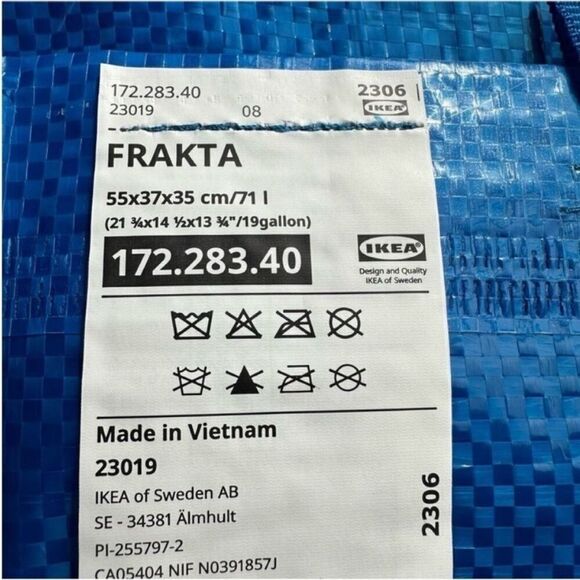 172.283.40 2306
23019 08 IKEA
FRAKTA
55x37x35 cm/71 l
(21 ¾x14 ½x13 ¾"/19gallon)
172.283.40 IKEA®
Design and Quality
IKEA of Sweden
Made in Vietnam
23019
IKEA of Sweden AB
SE - 34381 Älmhult
PI-255797-2
CA05404 NIF N0391857J
2306